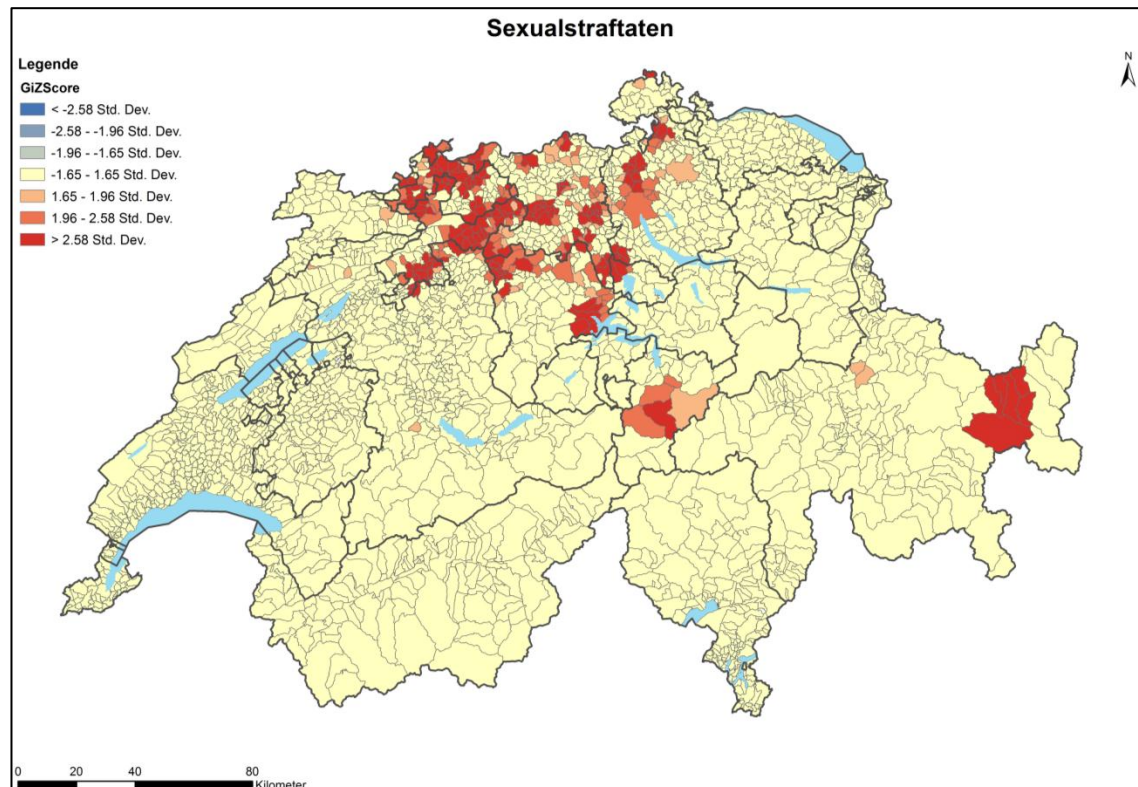 Sexualstraftaten
N
Legende
GiZScore
< -2.58 Std. Dev.
-2.58 - -1.96 Std. Dev.
-1.96 - -1.65 Std. Dev.
-1.65 - 1.65 Std. Dev.
1.65 - 1.96 Std. Dev.
1.96 - 2.58 Std. Dev.
> 2.58 Std. Dev.
0 20 40 80
Kilometer